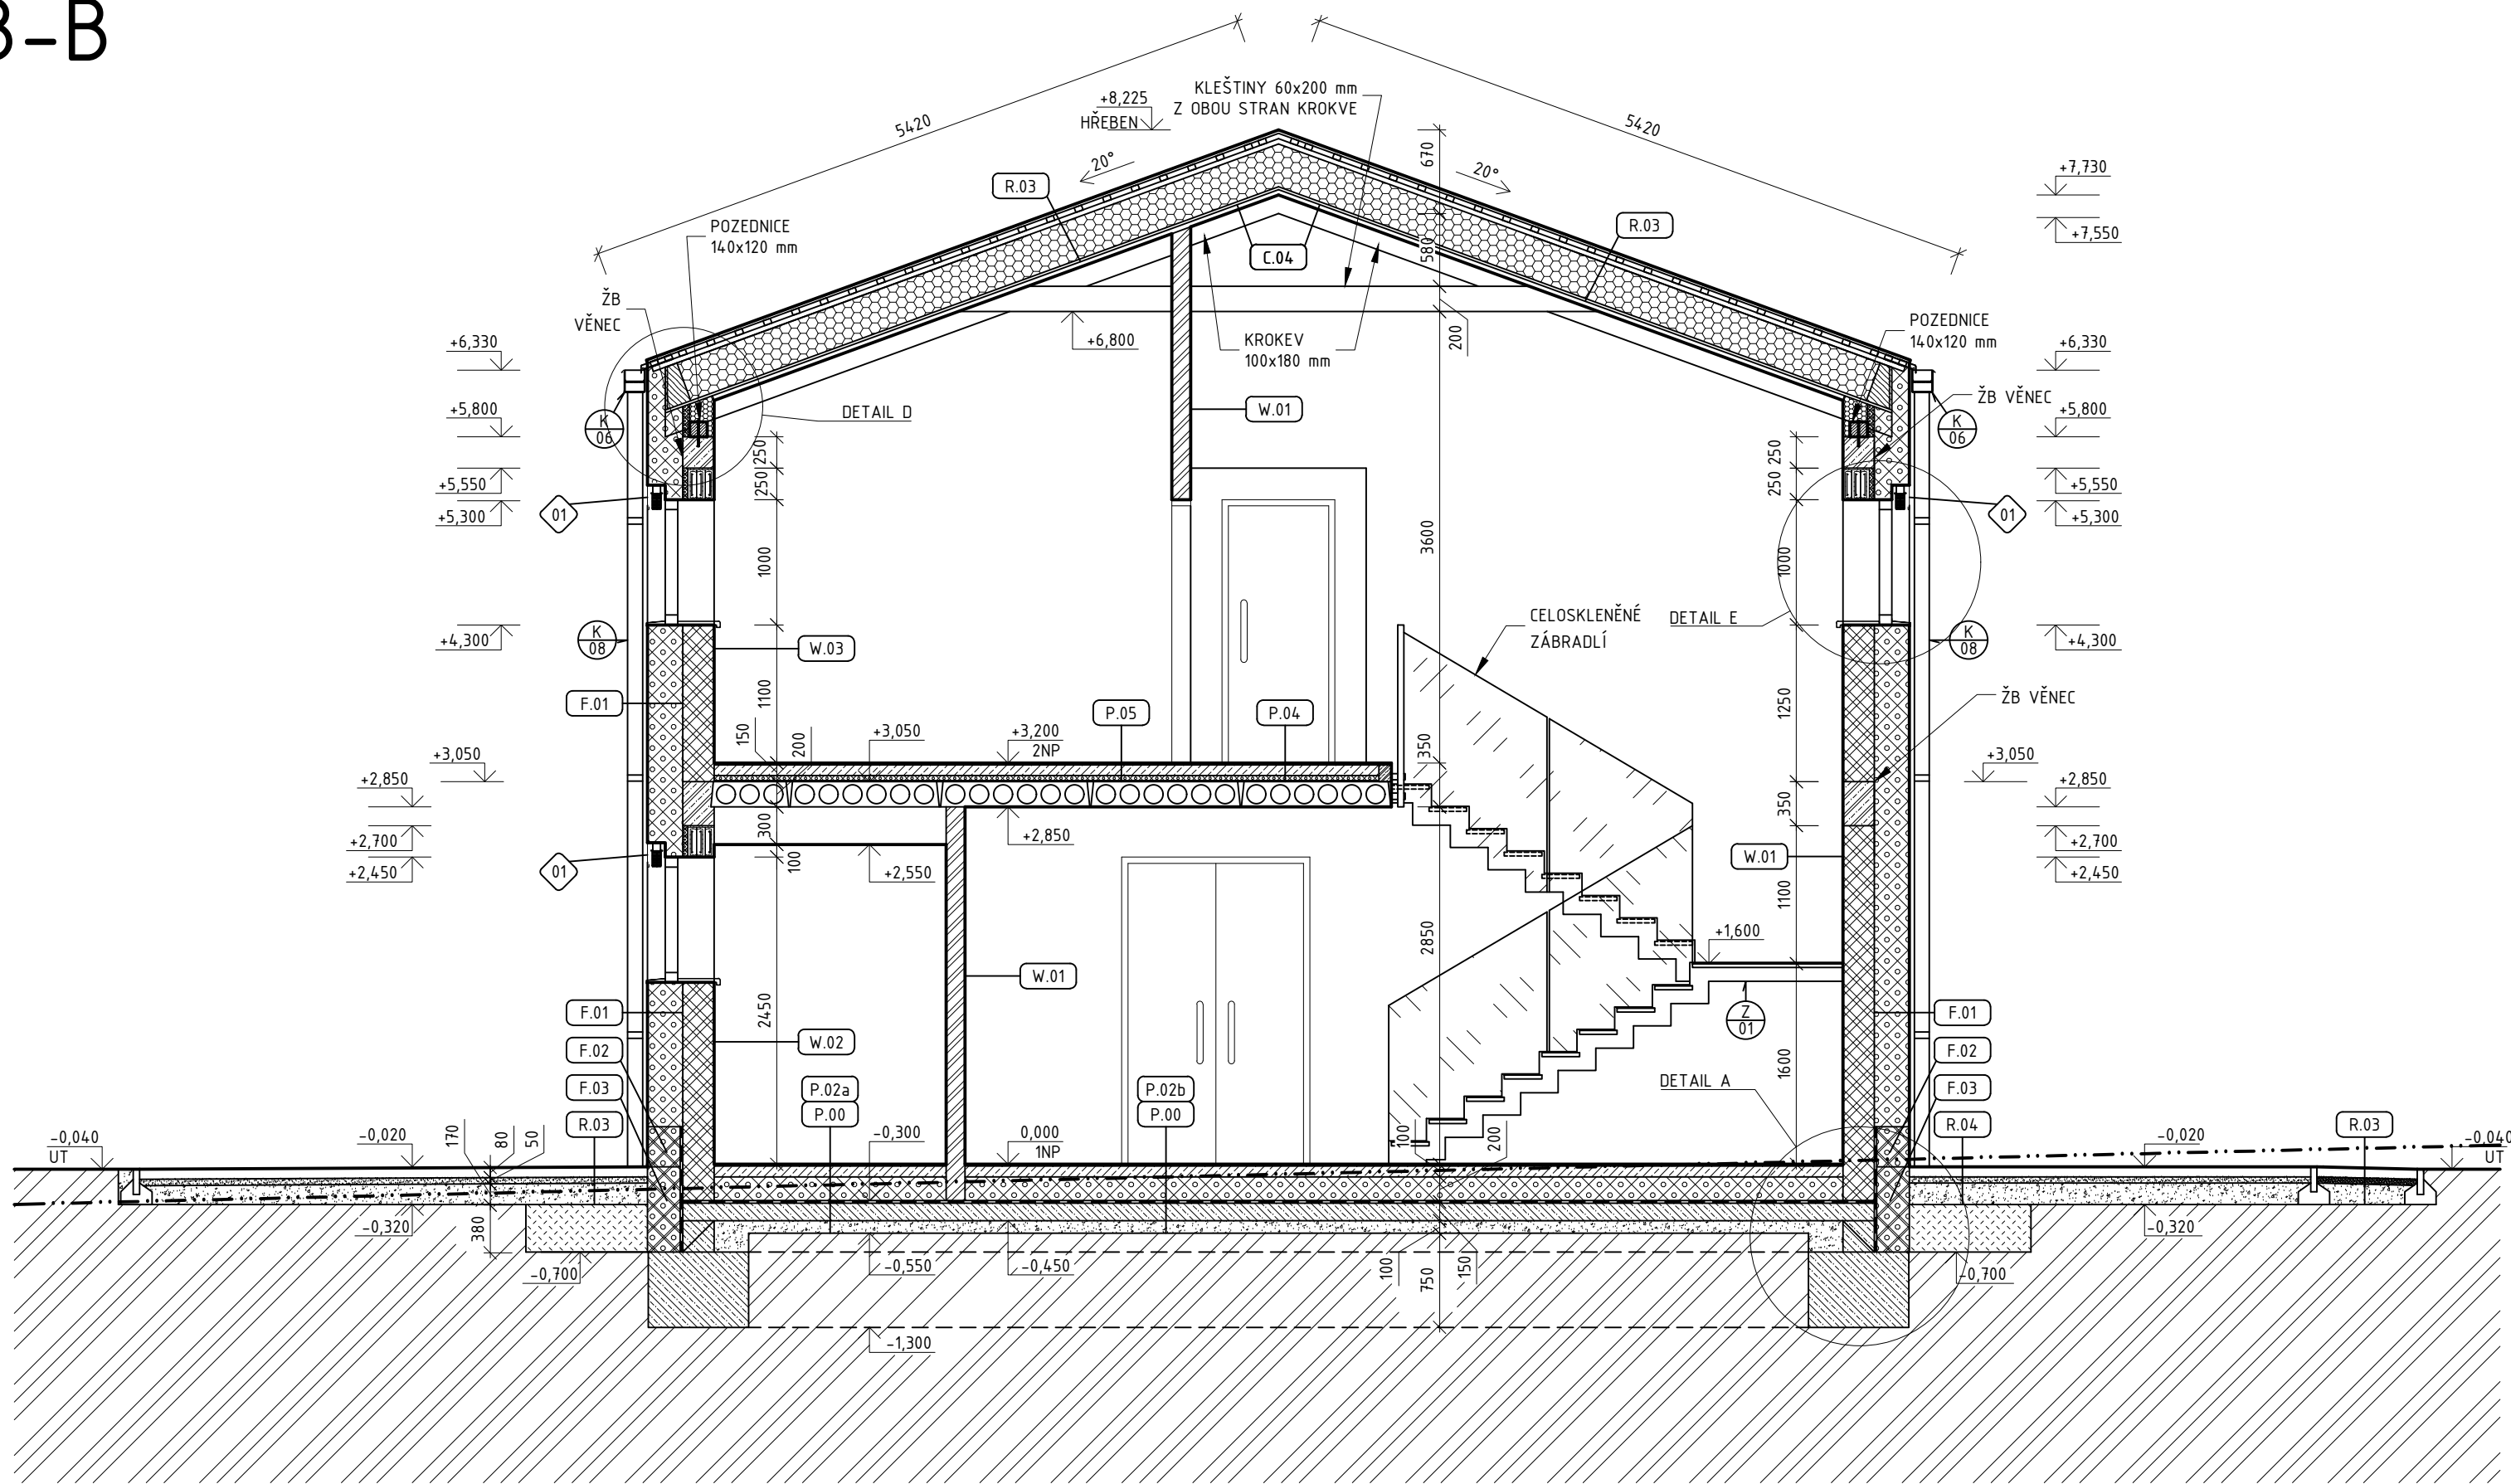 B-B
5420
5420
+8,225
HŘEBEN
KLEŠTINY 60x200 mm
Z OBOU STRAN KROKVE
20°
20°
670
580
R.03
R.03
C.04
+7,730
+7,550
POZEDNICE
140x120 mm
ŽB
VĚNEC
POZEDNICE
140x120 mm
ŽB VĚNEC
+6,800
KROKEV
100x180 mm
200
+6,330
+6,330
K
06
K
06
DETAIL D
W.01
+5,800
+5,800
250
250
250
250
+5,550
+5,550
+5,300
+5,300
01
01
1000
3600
1000
CELOSKLENĚNÉ
ZÁBRADLÍ
DETAIL E
K
08
K
08
+4,300
+4,300
W.03
F.01
1100
1250
ŽB VĚNEC
150
200
+3,050
+3,200
2NP
P.05
P.04
350
+3,050
+3,050
+2,850
+2,850
+2,850
300
350
+2,700
+2,700
+2,450
+2,450
01
100
+2,550
W.01
1100
2850
+1,600
W.01
2450
Z
01
1600
F.01
F.02
F.03
R.03
W.02
P.02a
P.00
P.02b
P.00
DETAIL A
F.01
F.02
F.03
R.04
R.03
-0,040
UT
-0,020
170
80
50
-0,300
0,000
1NP
100
200
-0,020
-0,040
UT
-0,320
380
-0,700
-0,550
-0,450
100
750
150
-0,700
-0,320
-1,300